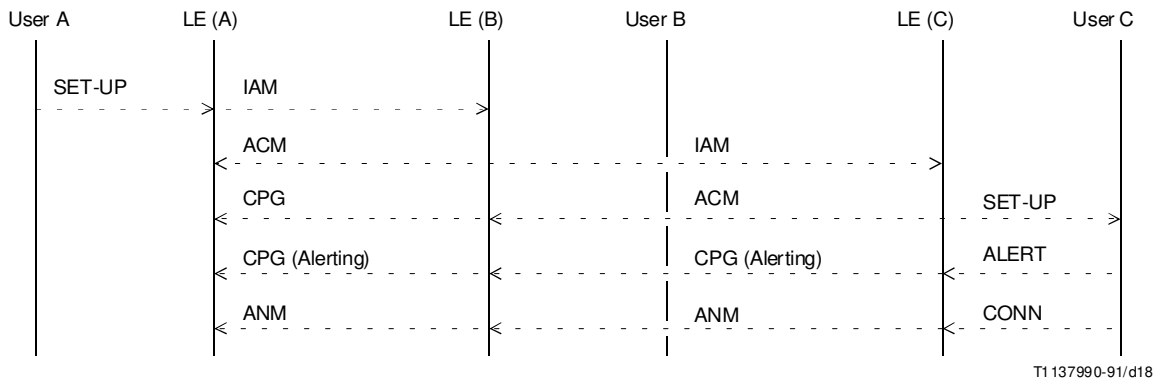 User A LE (A) LE (B) User B LE (C) User C
SET-UP IAM
ACM IAM
CPG ACM SET-UP
CPG (Alerting) CPG (Alerting) ALERT
ANM ANM CONN
T1137990-91/d18